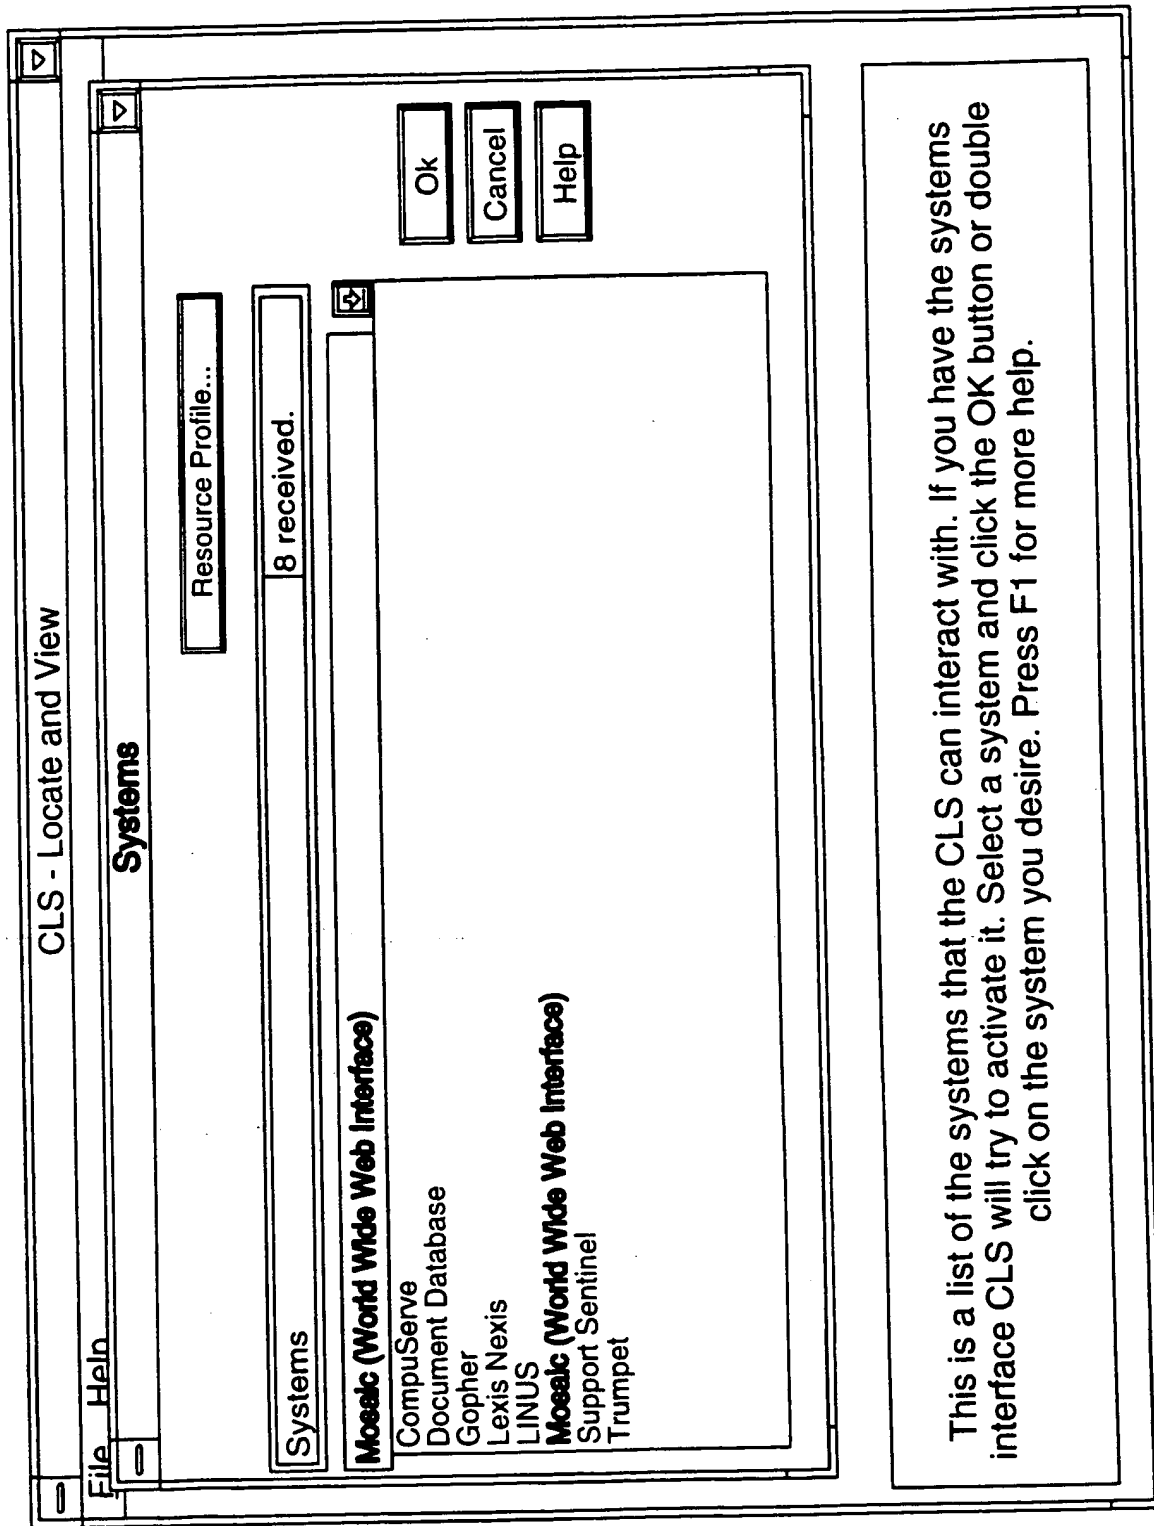 CLS - Locate and View
File Help
Systems
Resource Profile...
Systems 8 received.
Mosaic (World Wide Web Interface)
CompuServe
Document Database
Gopher
Lexis Nexis
LINUS
Mosaic (World Wide Web Interface)
Support Sentinel
Trumpet
Ok
Cancel
Help
This is a list of the systems that the CLS can interact with. If you have the systems
interface CLS will try to activate it. Select a system and click the OK button or double
click on the system you desire. Press F1 for more help.